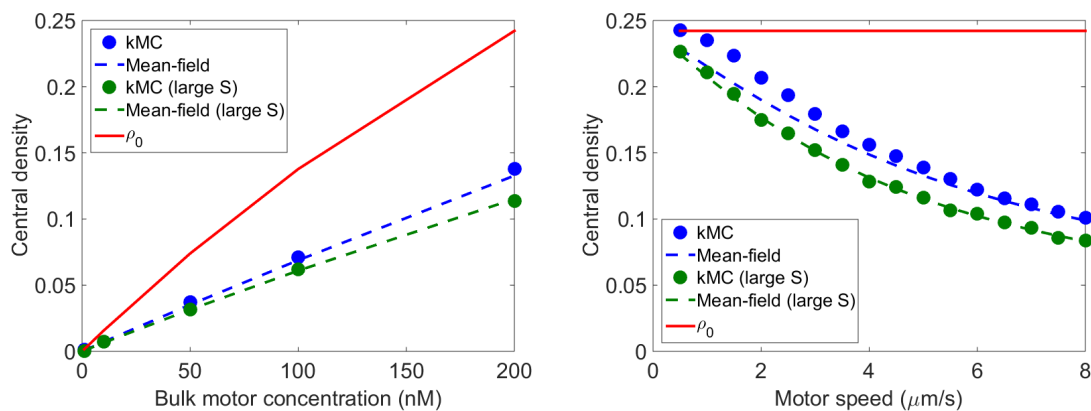 0.25
0.2
0.15
0.1
0.05
0
Central density
kMC
Mean-field
kMC (large S)
Mean-field (large S)
ρ0
0 50 100 150 200
Bulk motor concentration (nM)
0.25
0.2
0.15
0.1
0.05
0
Central density
kMC
Mean-field
kMC (large S)
Mean-field (large S)
ρ0
0 2 4 6 8
Motor speed (μm/s)